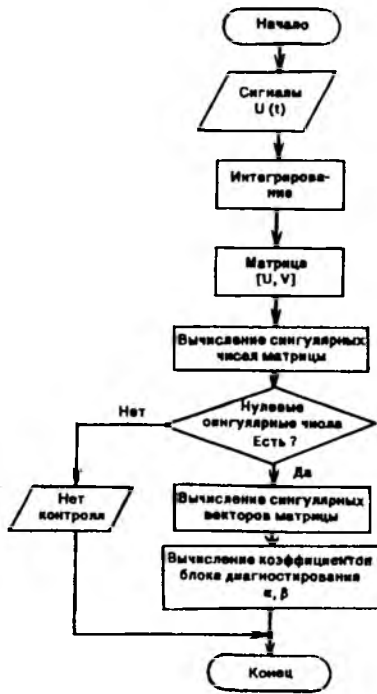 Начало
Сигналы
U (t)
Интегрирова-
ние
Матрица
[U, V]
Вычисление сингулярных
чисел матрицы
Нулевые
сингулярные числа
Есть ?
Нет
Да
Нет
контроля
Вычисление сингулярных
векторов матрицы
Вычисление коэффициентов
блока диагностирования
α, β
Конец